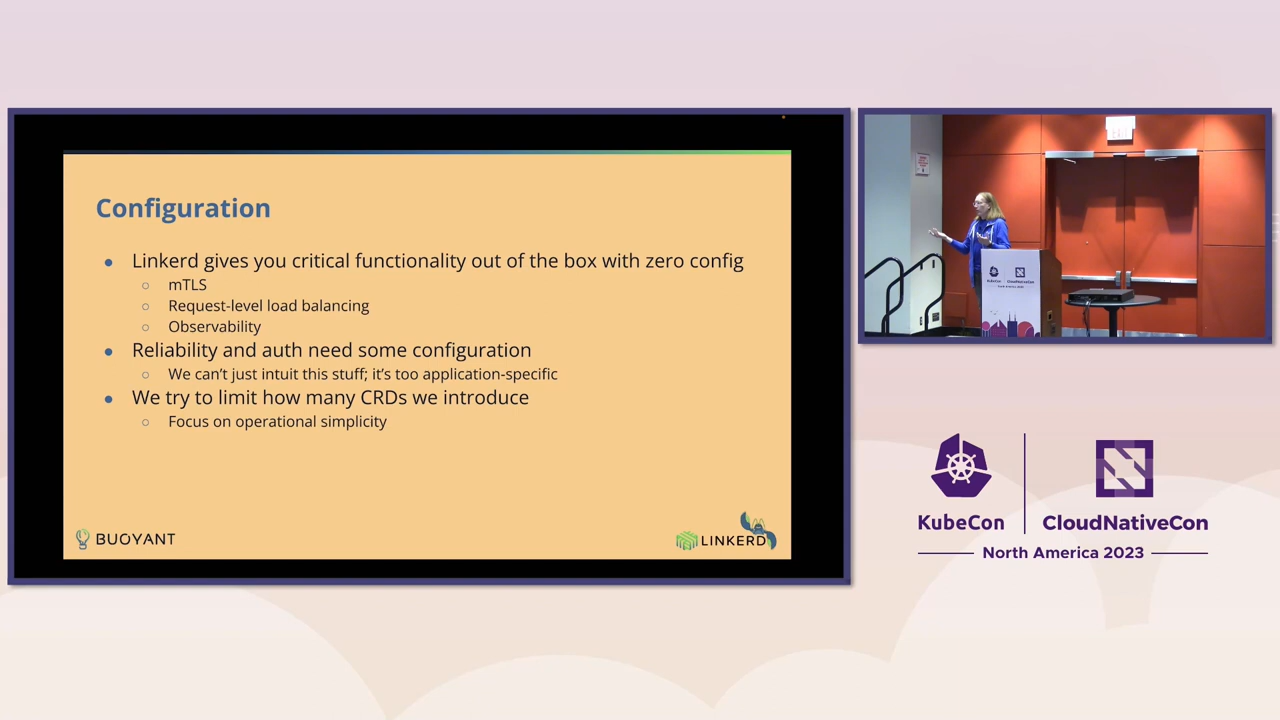 Configuration
Linkerd gives you critical functionality out of the box with zero config
mTLS
Request-level load balancing
Observability
Reliability and auth need some configuration
We can't just intuit this stuff; it's too application-specific
We try to limit how many CRDs we introduce
Focus on operational simplicity
BUOYANT
LINKERD
EXIT
KubeCon
CloudNativeCon
North America 2023